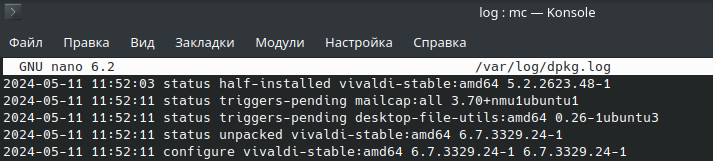 log : mc — Konsole
Файл Правка Вид Закладки Модули Настройка Справка
GNU nano 6.2 /var/log/dpkg.log
2024-05-11 11:52:03 status half-installed vivaldi-stable:amd64 5.2.2623.48-1
2024-05-11 11:52:11 status triggers-pending mailcap:all 3.70+nmu1ubuntu1
2024-05-11 11:52:11 status triggers-pending desktop-file-utils:amd64 0.26-1ubuntu3
2024-05-11 11:52:11 status unpacked vivaldi-stable:amd64 6.7.3329.24-1
2024-05-11 11:52:11 configure vivaldi-stable:amd64 6.7.3329.24-1 6.7.3329.24-1